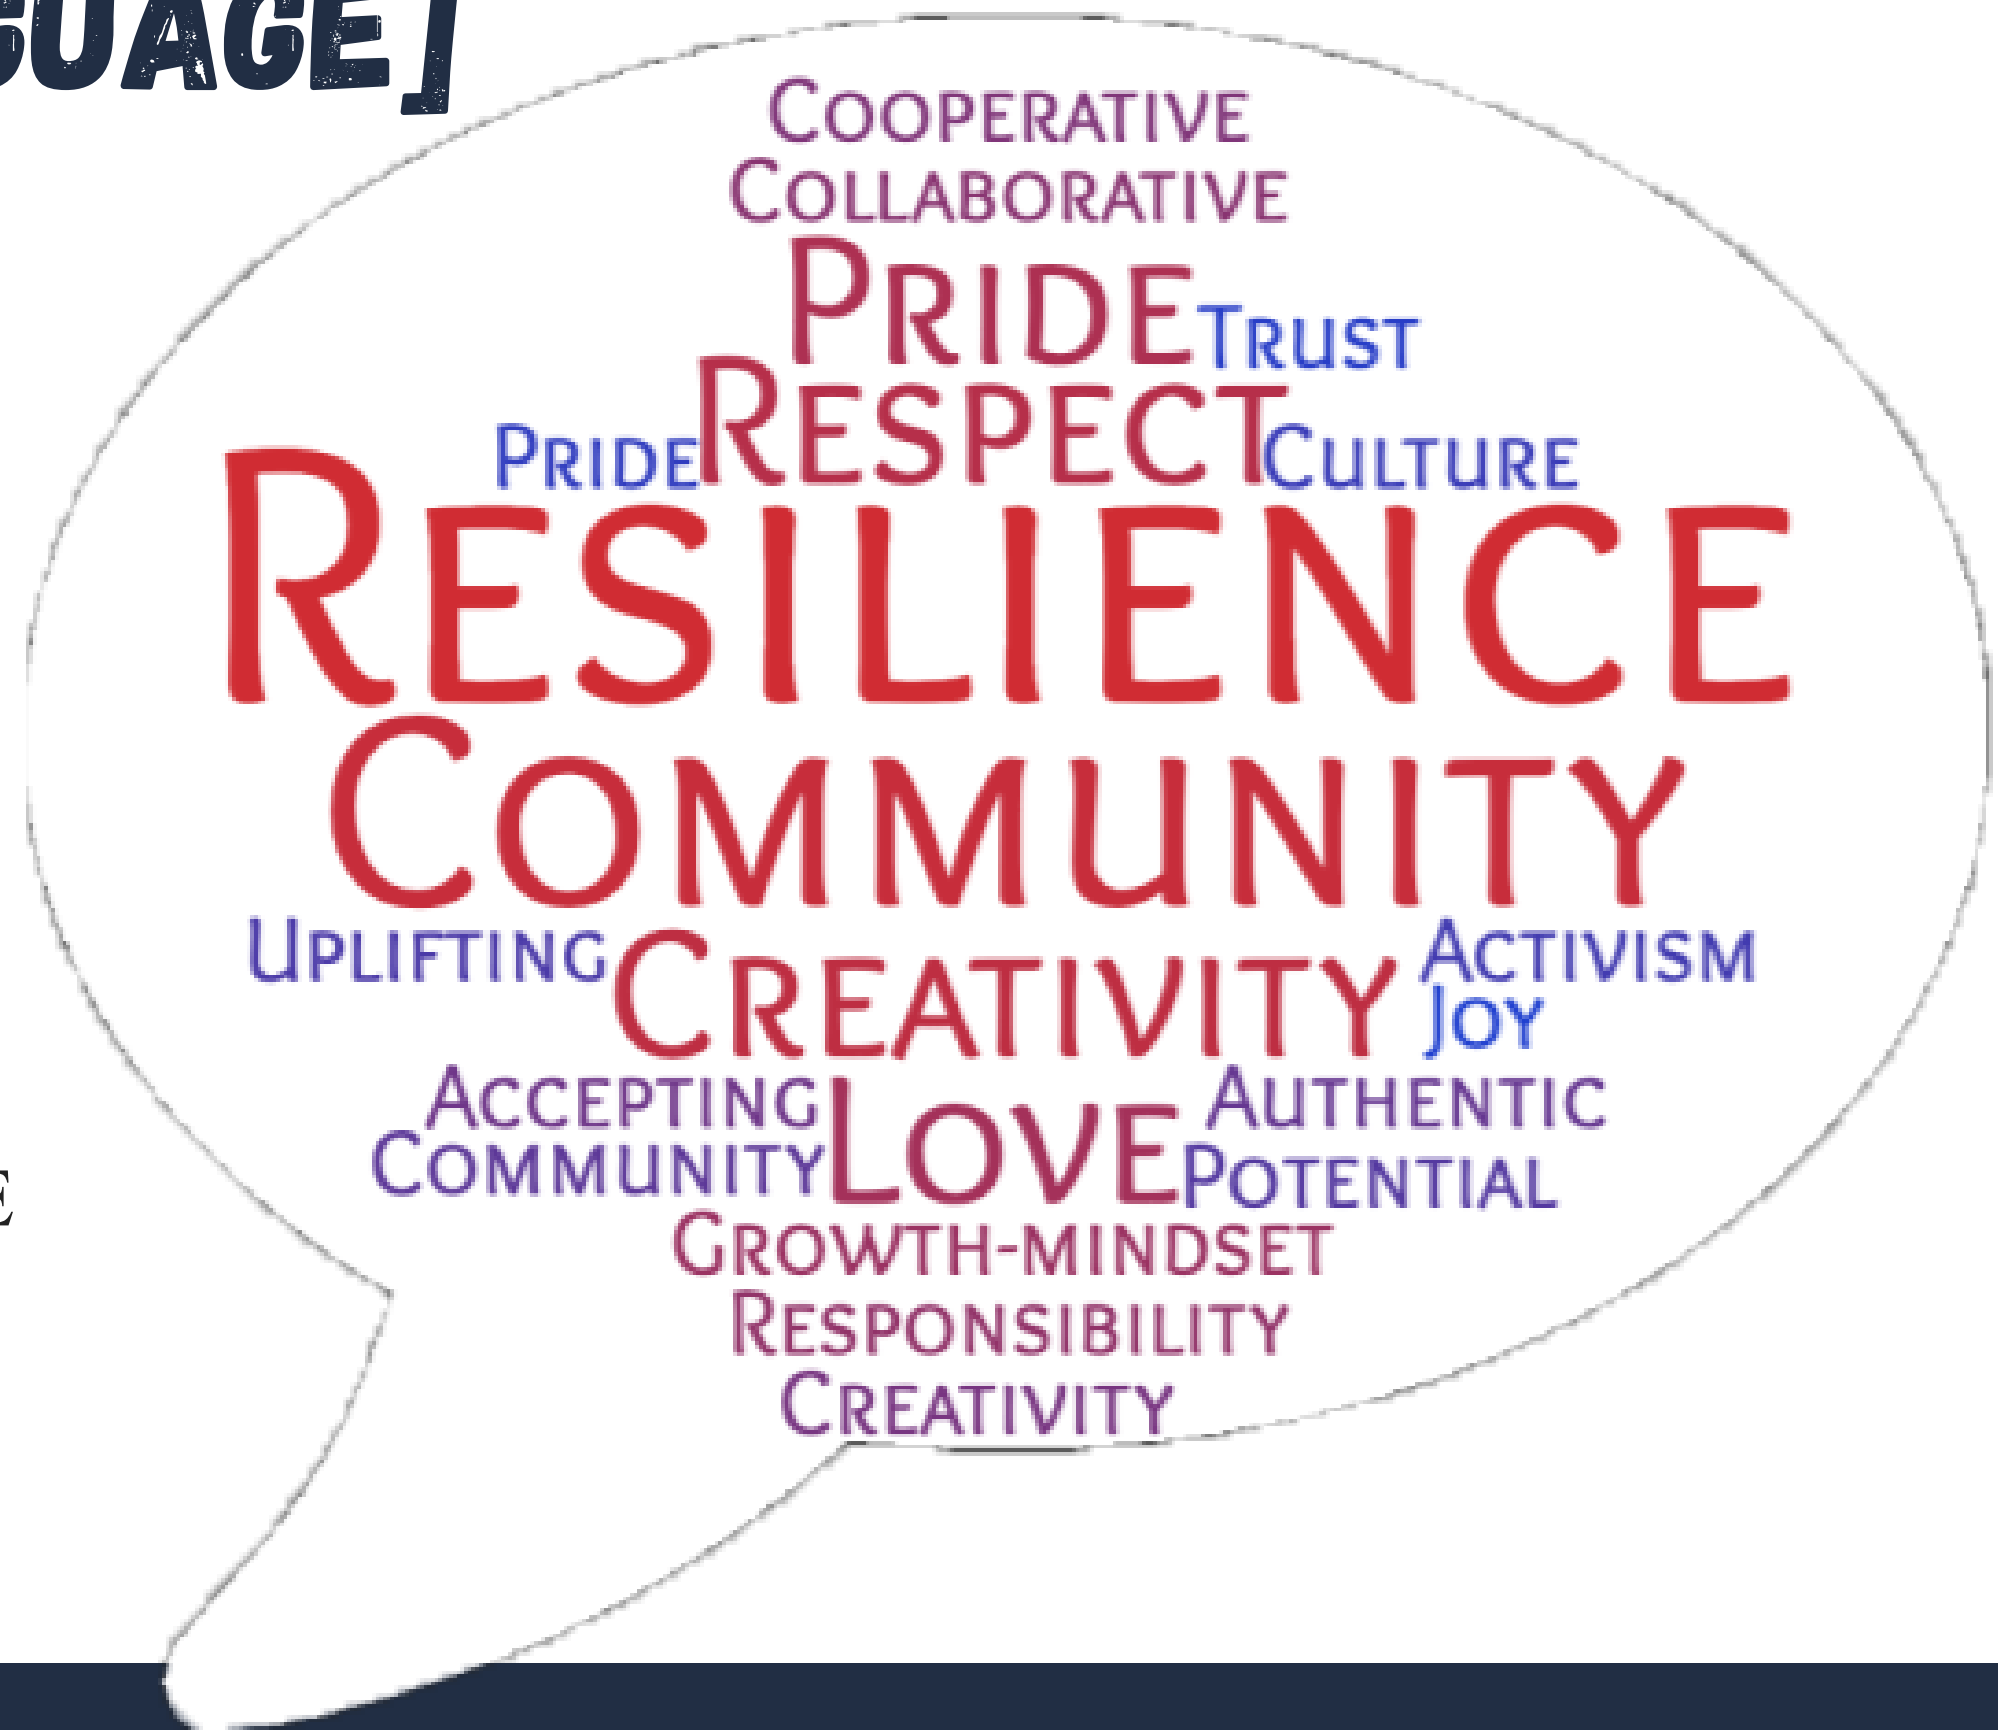 GUAGE]
COOPERATIVE
COLLABORATIVE
PRIDE TRUST
PRIDE RESPECT CULTURE
RESILIENCE
COMMUNITY
UPLIFTING CREATIVITY ACTIVISM
JOY
ACCEPTING LOVE AUTHENTIC
COMMUNITY POTENTIAL
GROWTH-MINDSET
RESPONSIBILITY
CREATIVITY
E